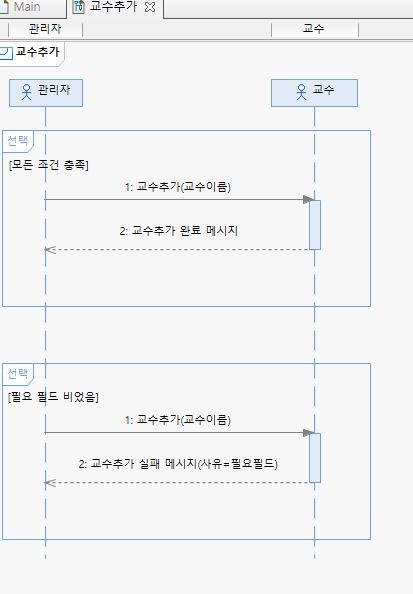 Main
교수추가
관리자
교수
교수추가
관리자
교수
선택
[모든 조건 충족]
1: 교수추가(교수이름)
2: 교수추가 완료 메시지
선택
[필요 필드 비었음]
1: 교수추가(교수이름)
2: 교수추가 실패 메시지(사유=필요필드)